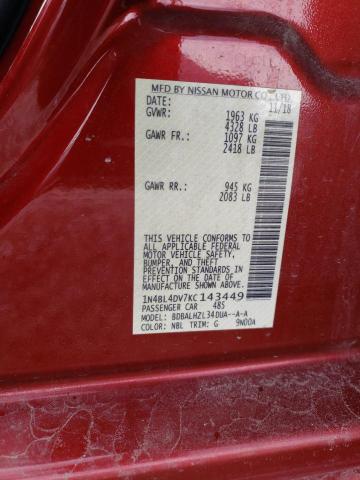 MFD BY NISSAN MOTOR CO., LTD.
DATE: 11/18
GVWR: 1963 KG
4328 LB
GAWR FR: 1097 KG
2418 LB
GAWR RR: 945 KG
2083 LB
THIS VEHICLE CONFORMS TO
ALL APPLICABLE FEDERAL
MOTOR VEHICLE SAFETY,
BUMPER, AND THEFT
PREVENTION STANDARDS IN
EFFECT ON THE DATE OF
MANUFACTURE SHOWN ABOVE.
1N4BL4DV7KC143449
PASSENGER CAR 485
MODEL: BDBALHZL34DUA--A-A
COLOR: NBL TRIM: G 9N00A